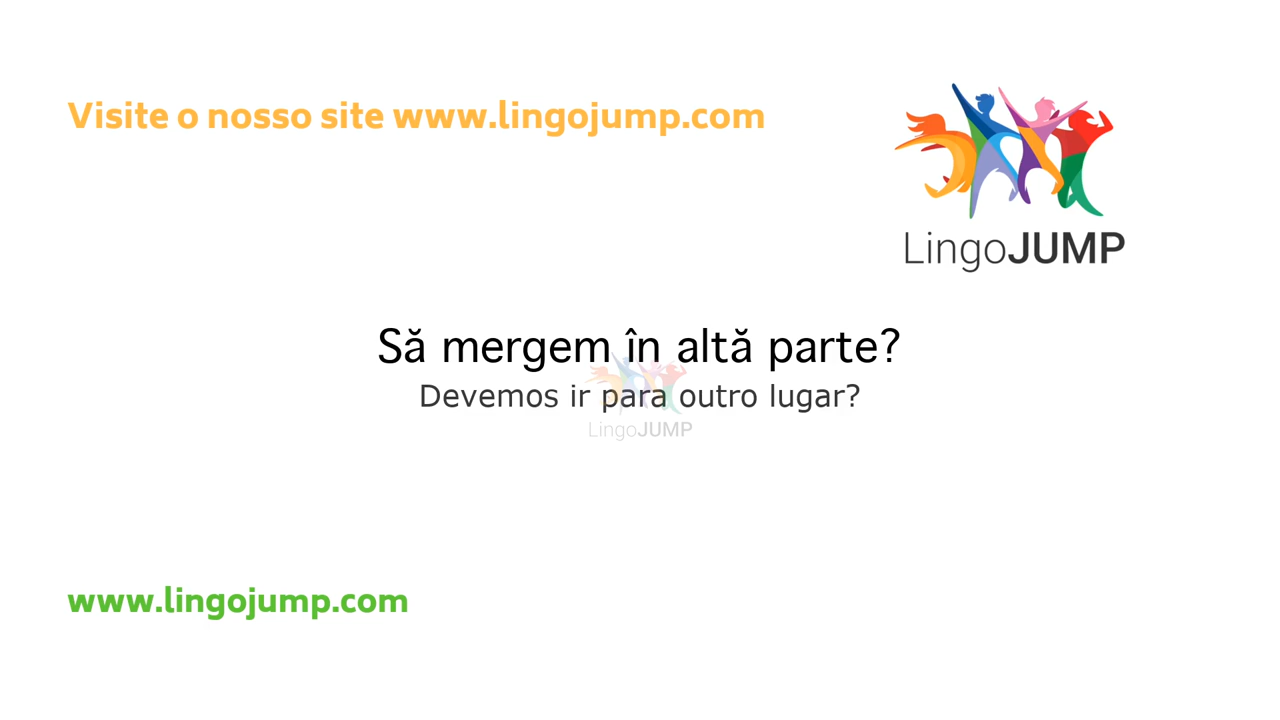 Visite o nosso site www.lingojump.com
LingoJUMP
Să mergem în altă parte?
Devemos ir para outro lugar?
LingoJUMP
www.lingojump.com